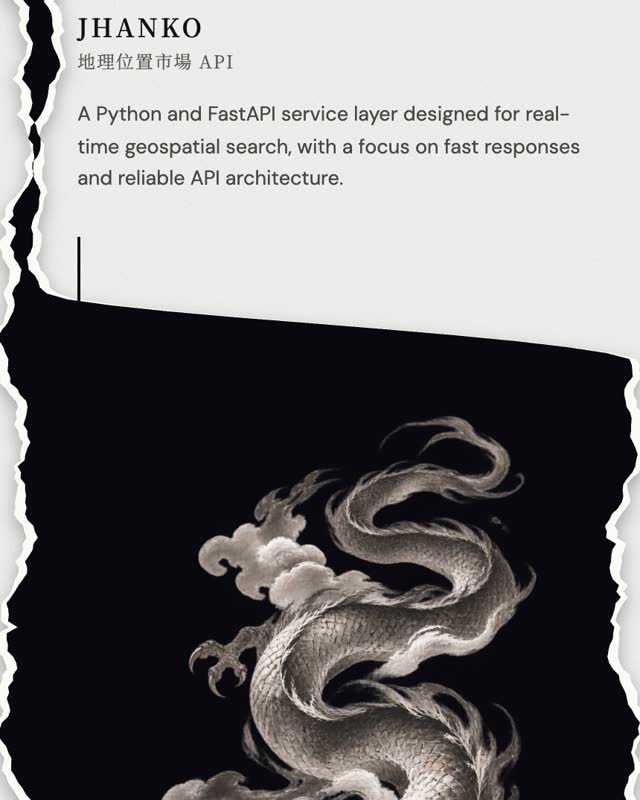 JHANKO
地理位置市場 API
A Python and FastAPI service layer designed for real-
time geospatial search, with a focus on fast responses
and reliable API architecture.